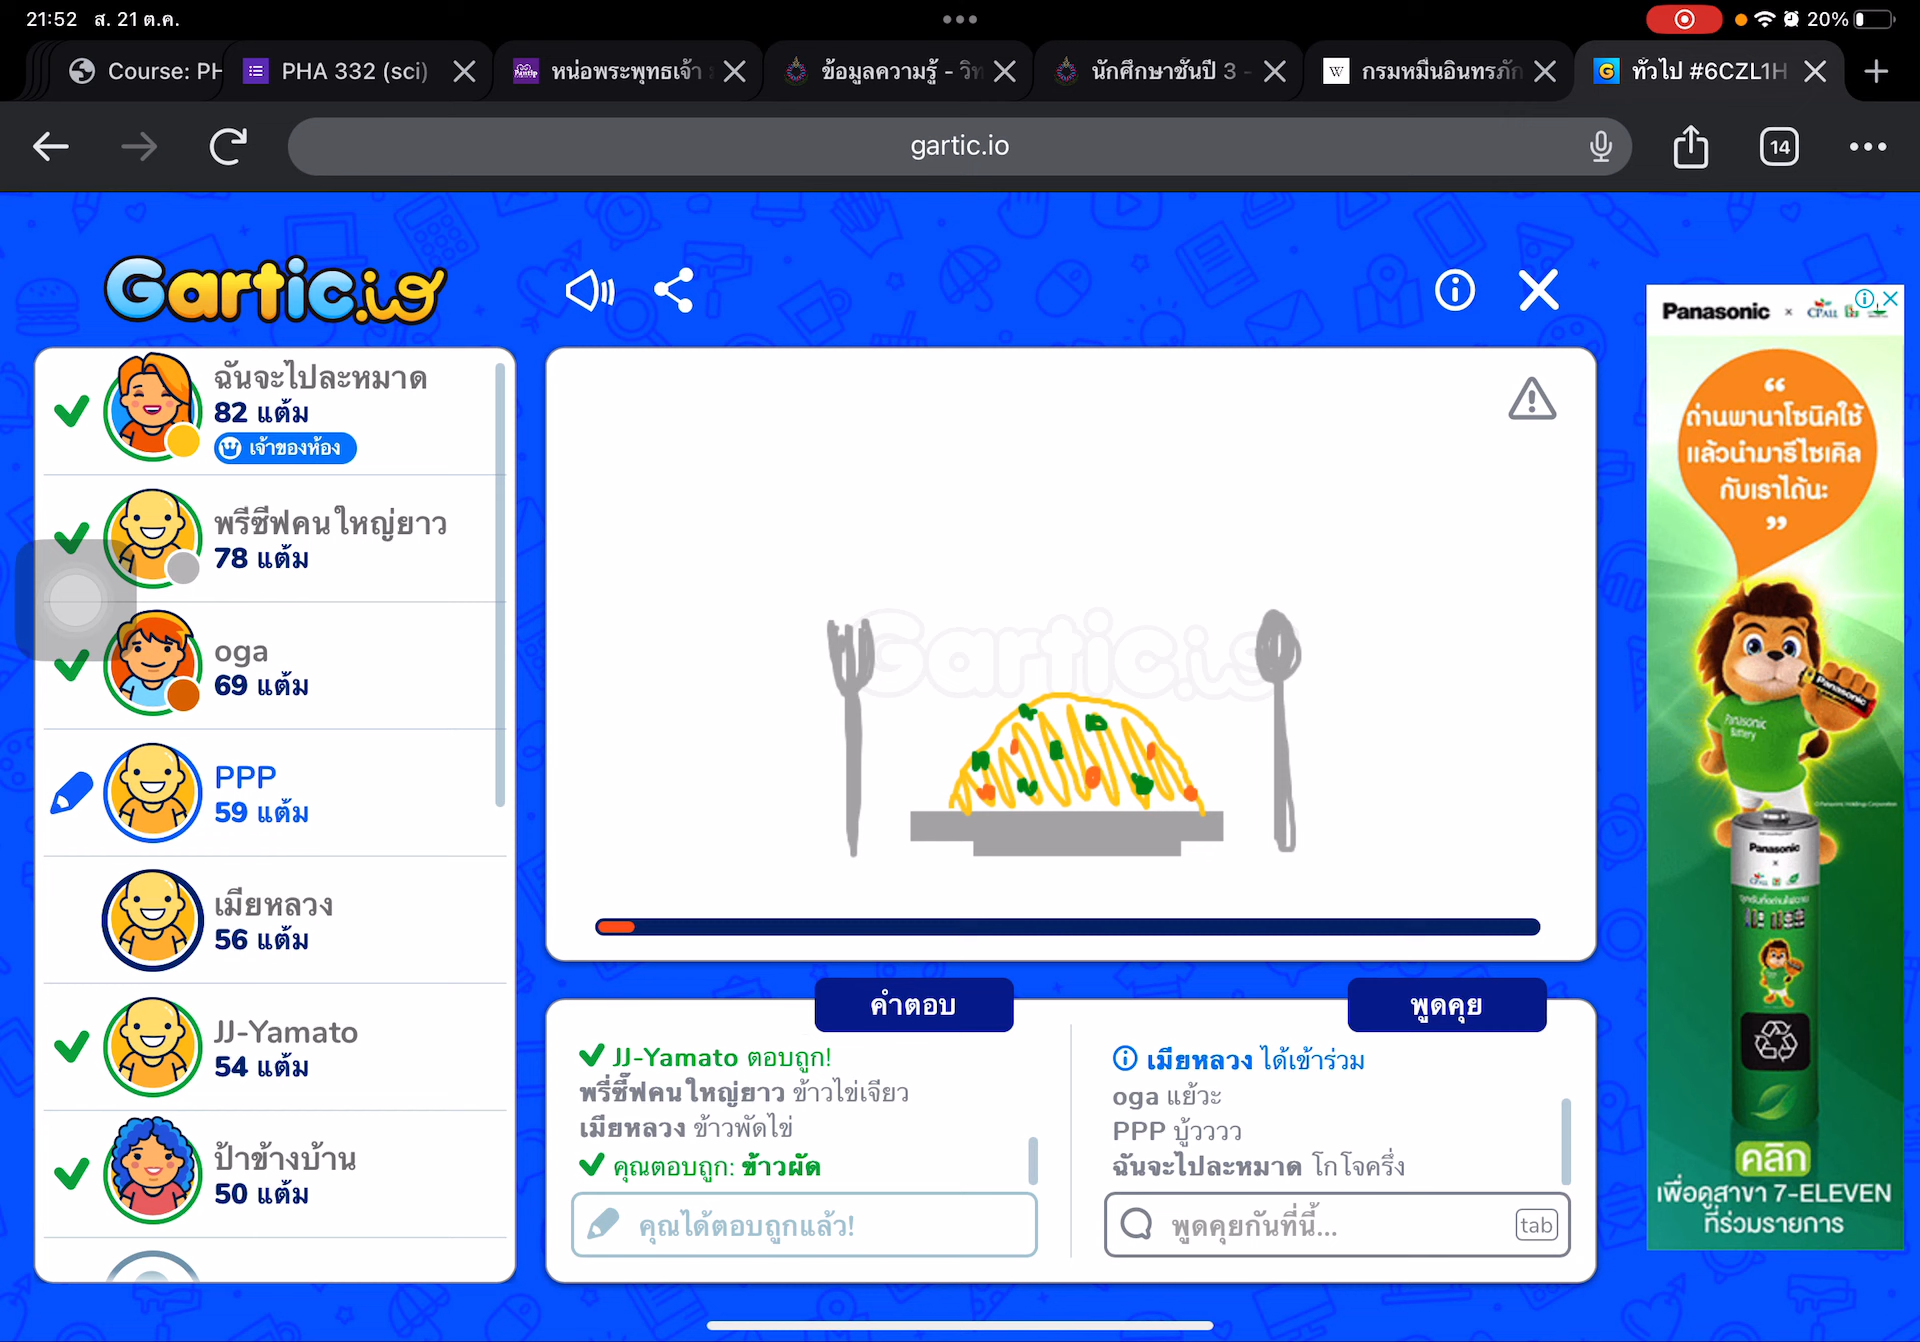 21:52 ส. 21 ต.ค.
20%
Course: PH
PHA 332 (sci)
หน่อพระพุทธเจ้า
ข้อมูลความรู้ - วิท
นักศึกษาชั้นปี 3 -
W กรมหมื่นอินทรภัก
G ทั่วไป #6CZL1H
gartic.io
14
Gartic.io
ฉันจะไปละหมาด
82 แต้ม
เจ้าของห้อง
พรีซีฟคนใหญ่ยาว
78 แต้ม
oga
69 แต้ม
PPP
59 แต้ม
เมียหลวง
56 แต้ม
JJ-Yamato
54 แต้ม
ป้าข้างบ้าน
50 แต้ม
Gartic.io
คำตอบ
JJ-Yamato ตอบถูก!
พรี่ซี๊ฟคนใหญ่ยาว ข้าวไข่เจียว
เมียหลวง ข้าวพัดไข่
คุณตอบถูก: ข้าวผัด
คุณได้ตอบถูกแล้ว!
พูดคุย
เมียหลวง ได้เข้าร่วม
oga แย้วะ
PPP บู้วววว
ฉันจะไปละหมาด โกโจครึ่ง
พูดคุยกันที่นี้...
tab
Panasonic × CPALL
“
ถ่านพานาโซนิคใช้
แล้วนำมารีไซเคิล
กับเราได้นะ
”
Panasonic
Panasonic
Battery
Panasonic
×
คลิก
เพื่อดูสาขา 7-ELEVEN
ที่ร่วมรายการ